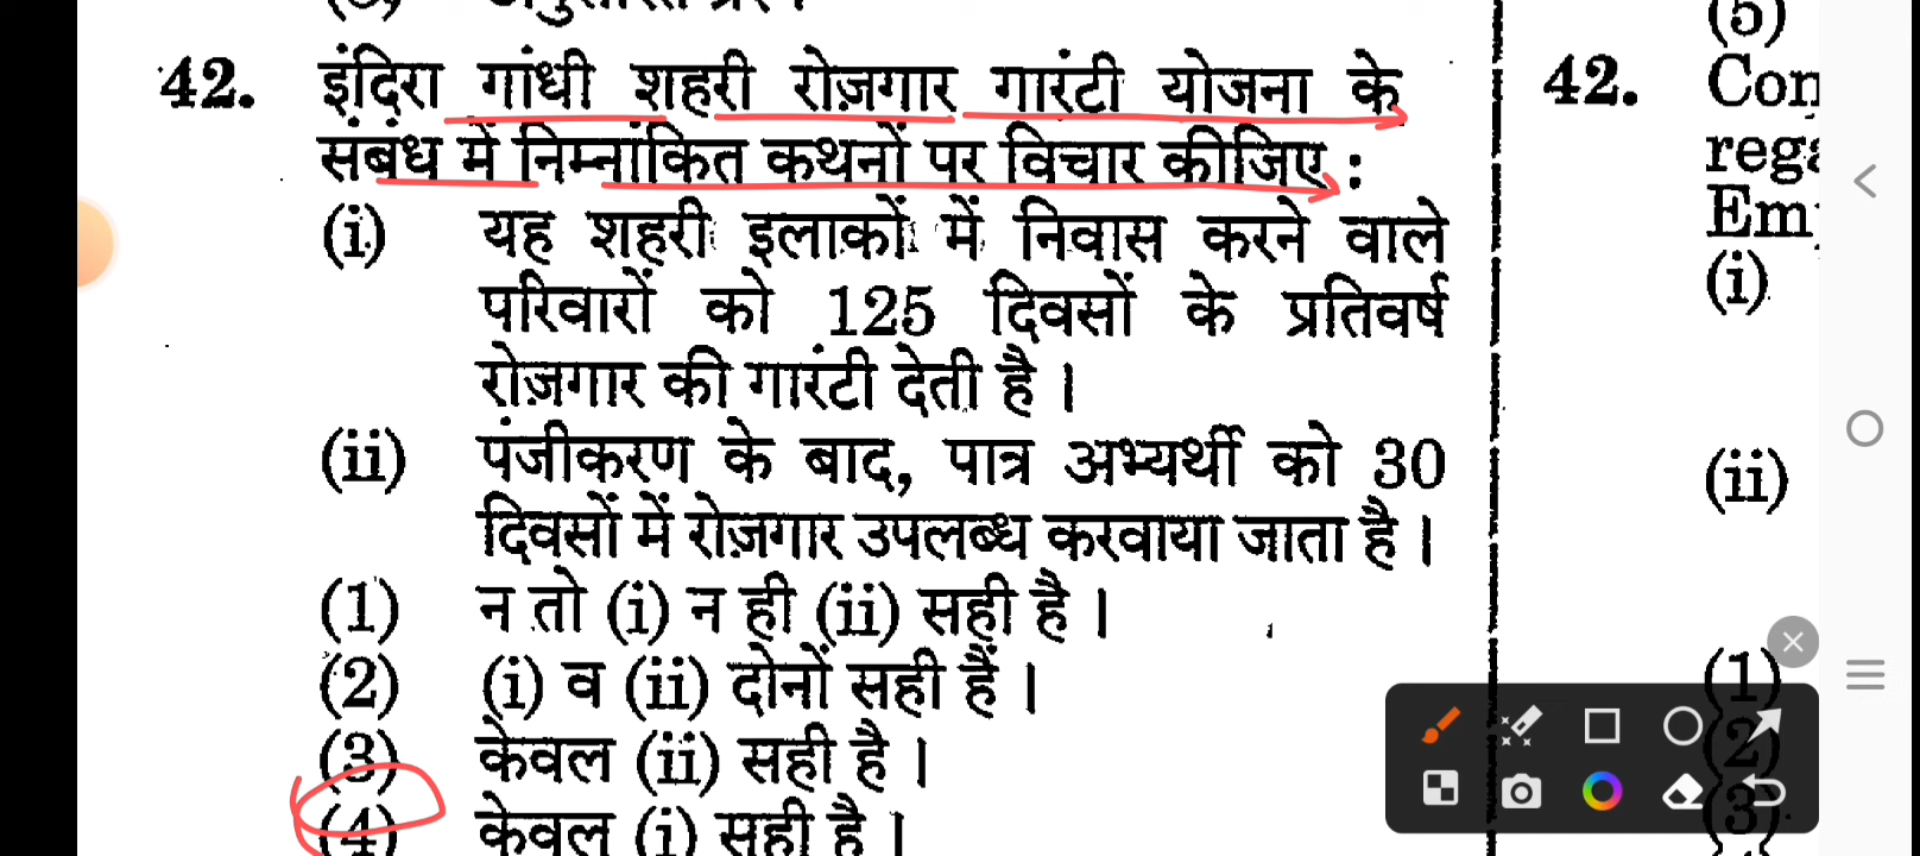 42. इंदिरा गांधी शहरी रोज़गार गारंटी योजना के
संबंध में निम्नांकित कथनों पर विचार कीजिए :
(i) यह शहरी इलाकों में निवास करने वाले
परिवारों को 125 दिवसों के प्रतिवर्ष
रोज़गार की गारंटी देती है ।
(ii) पंजीकरण के बाद, पात्र अभ्यर्थी को 30
दिवसों में रोज़गार उपलब्ध करवाया जाता है ।
(1) न तो (i) न ही (ii) सही है ।
(2) (i) व (ii) दोनों सही हैं ।
(3) केवल (ii) सही है ।
(4) केवल (i) सही है ।
(5)
42. Con
rega
Em
(i)
(ii)
(1)
(2)
(3)